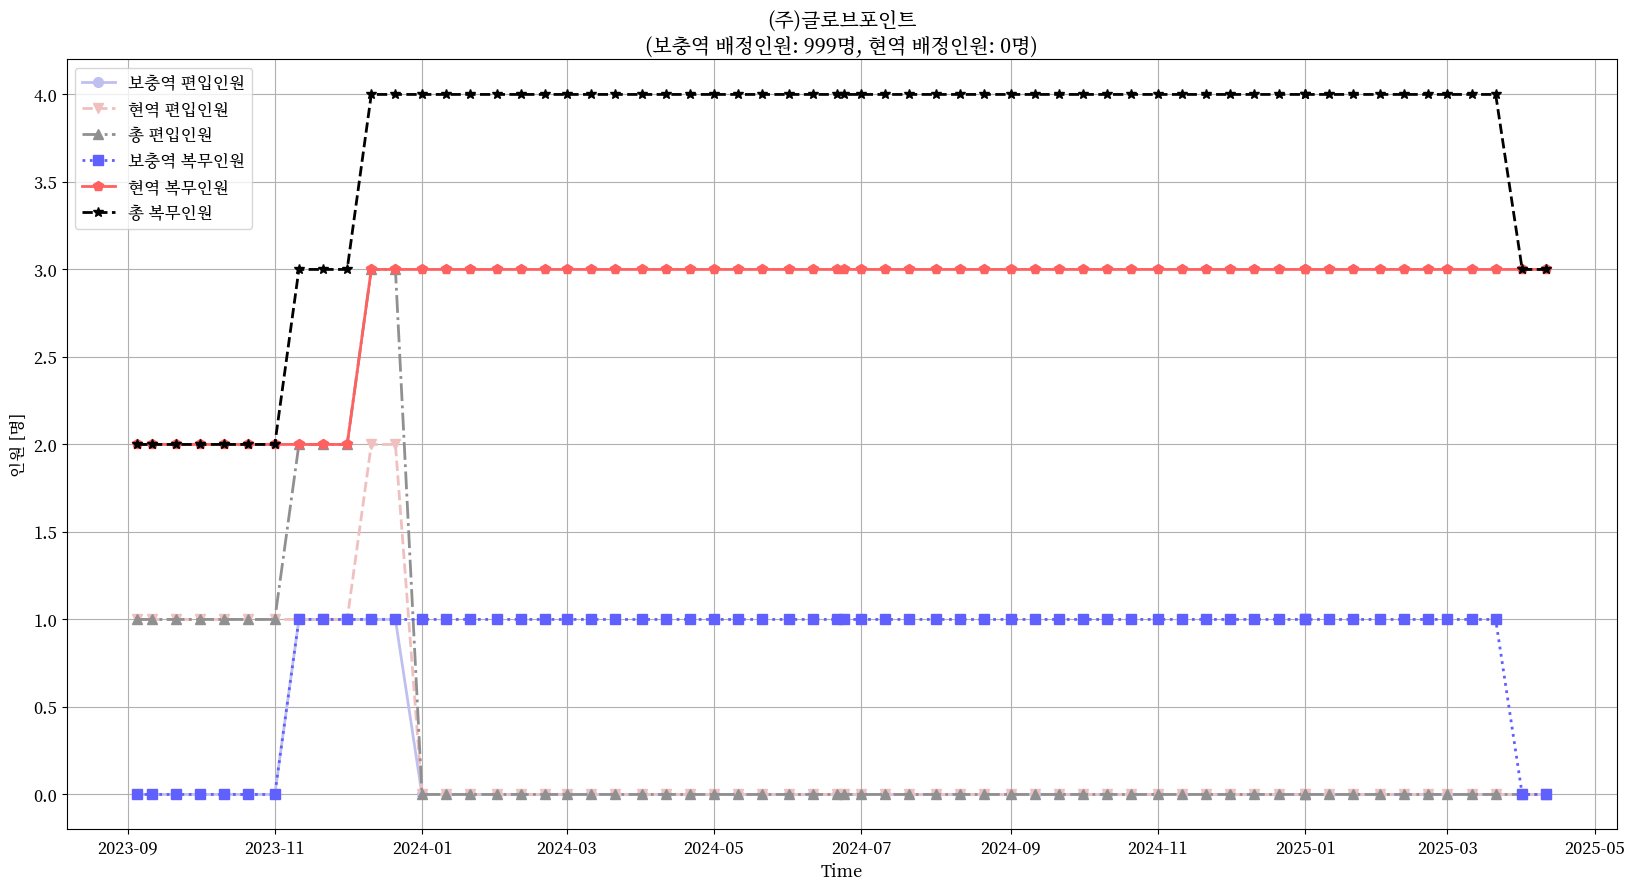 (주)글로브포인트
(보충역 배정인원: 999명, 현역 배정인원: 0명)
보충역 편입인원
현역 편입인원
총 편입인원
보충역 복무인원
현역 복무인원
총 복무인원
인원 [명]
4.0
3.5
3.0
2.5
2.0
1.5
1.0
0.5
0.0
2023-09 2023-11 2024-01 2024-03 2024-05 2024-07 2024-09 2024-11 2025-01 2025-03 2025-05
Time